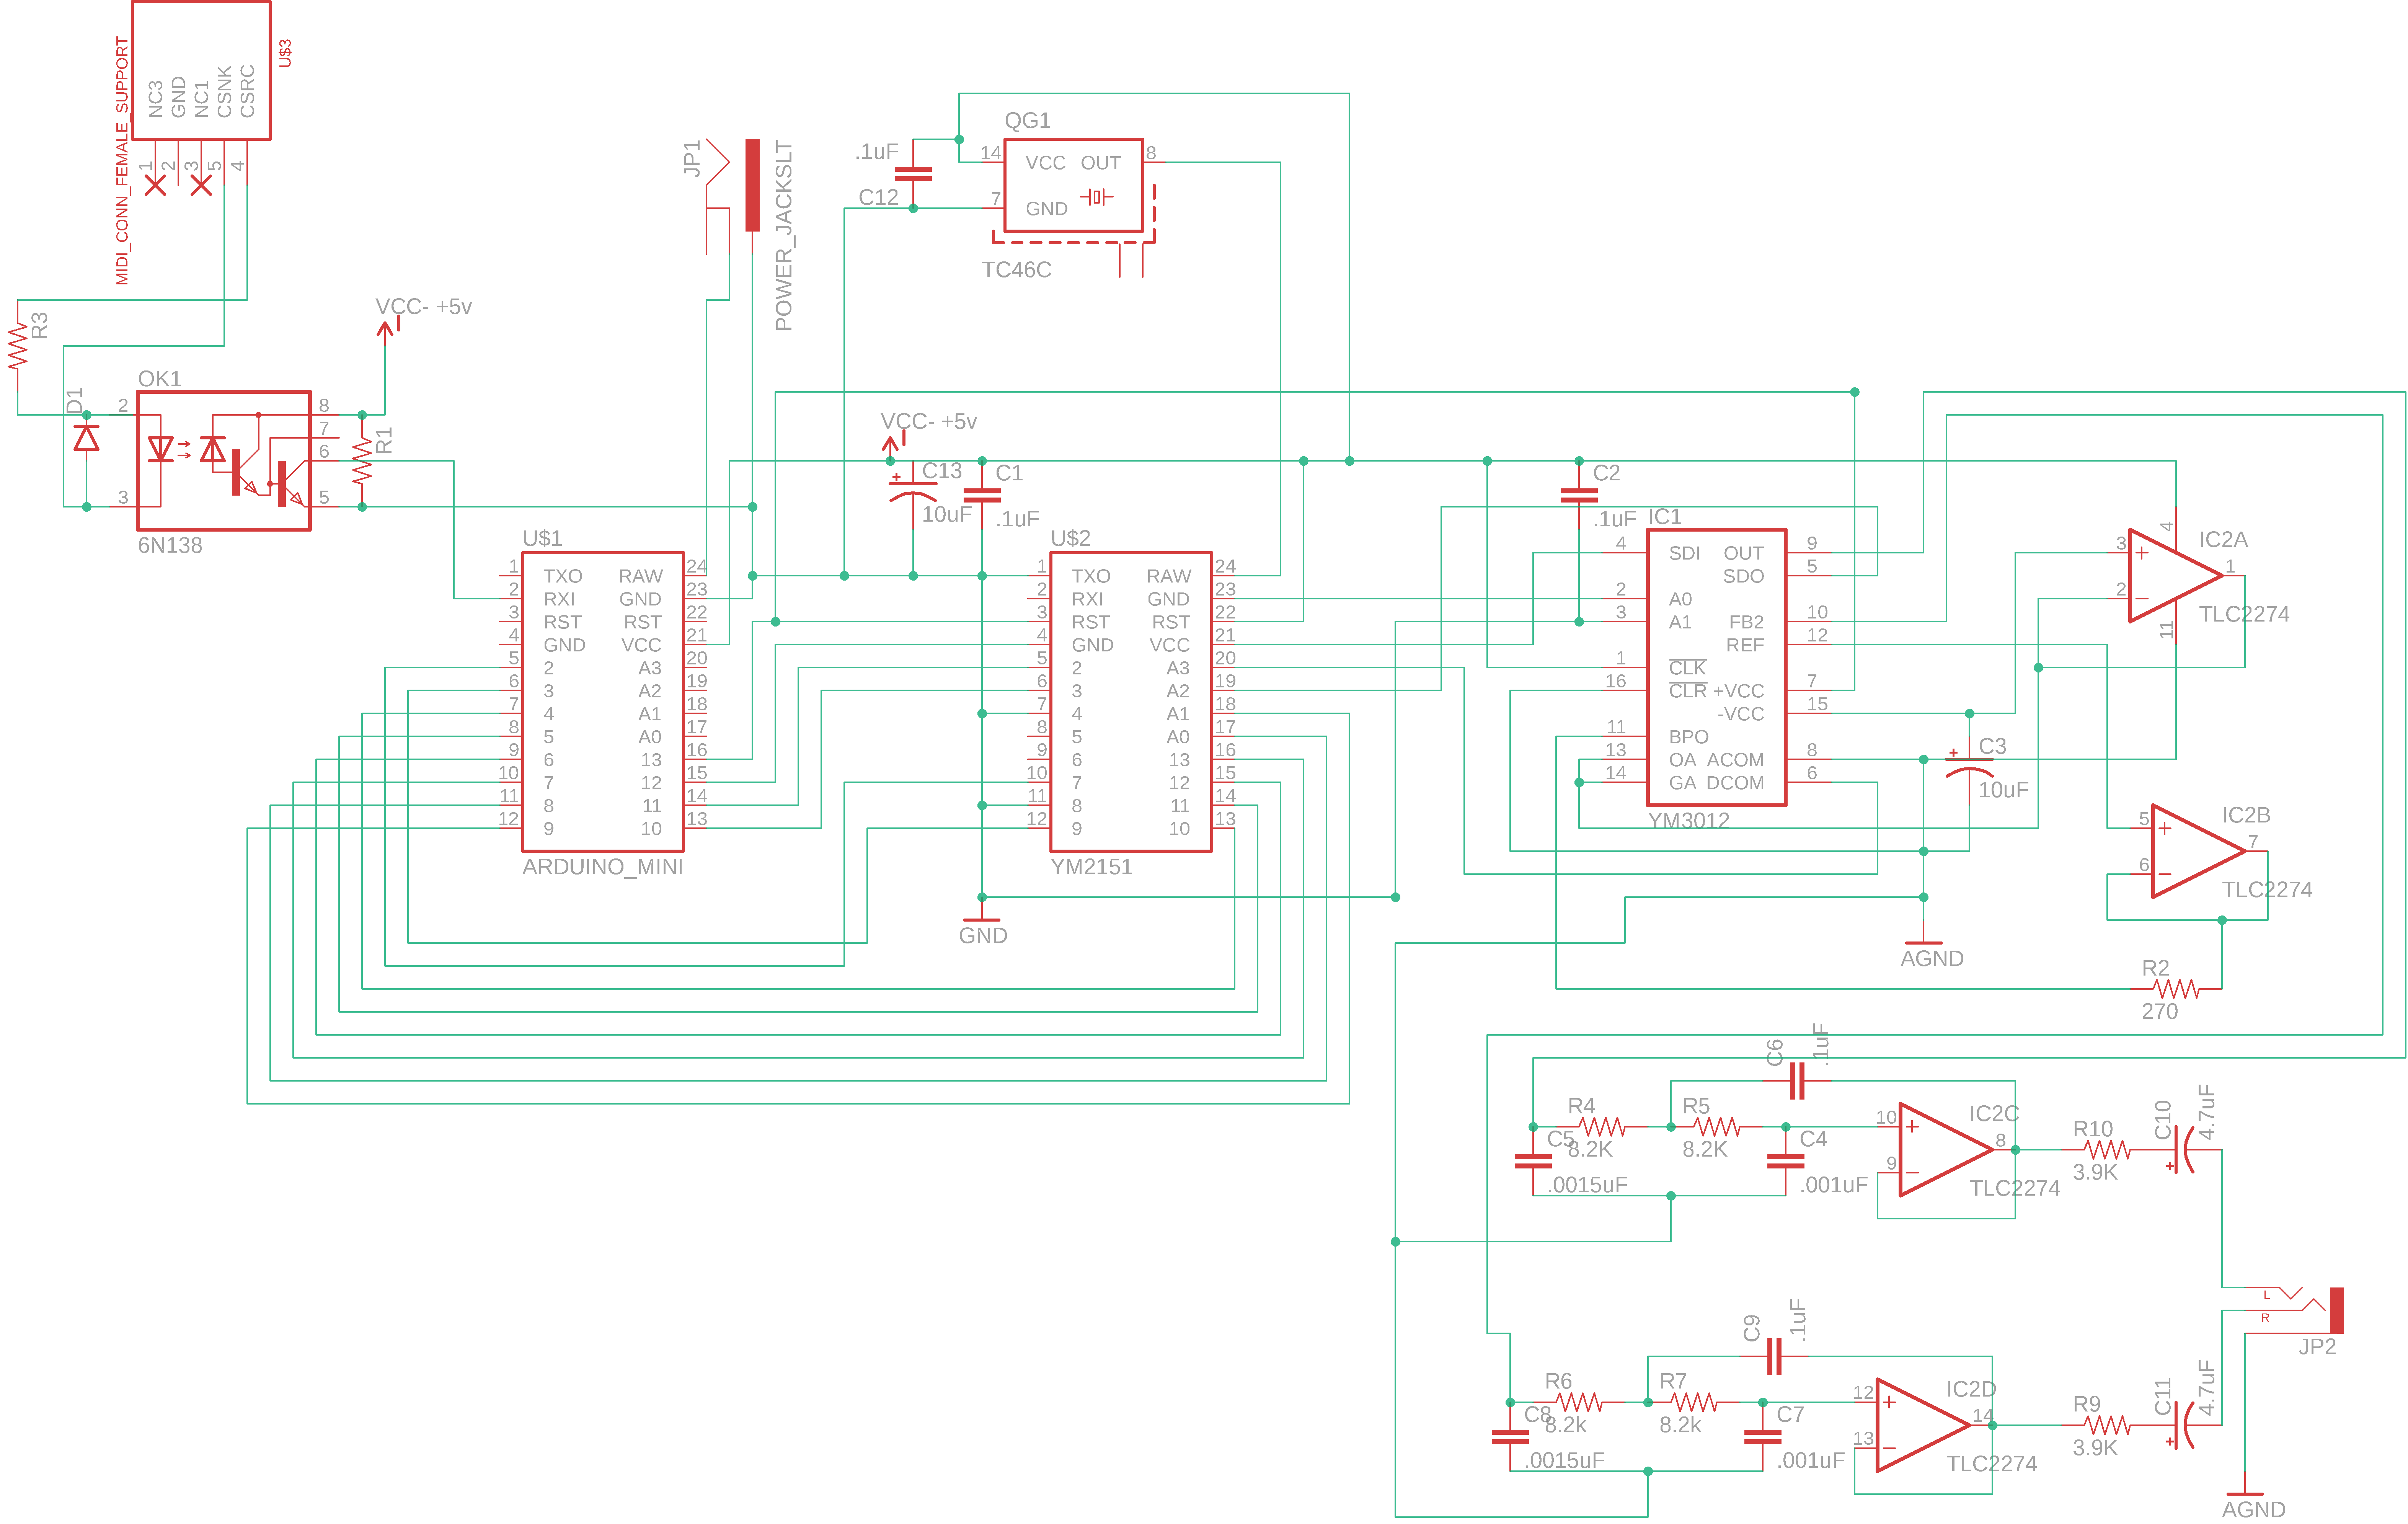 MIDI_CONN_FEMALE_SUPPORT
U$3
NC3
GND
NC1
CSNK
CSRC
1
2
3
5
4
R3
VCC- +5v
D1
OK1
2
3
8
7
6
5
R1
6N138
JP1
POWER_JACKSLT
.1uF
C12
QG1
14
7
8
VCC OUT
GND
TC46C
VCC- +5v
C13
10uF
C1
.1uF
U$1
1 TXO RAW 24
2 RXI GND 23
3 RST RST 22
4 GND VCC 21
5 2 A3 20
6 3 A2 19
7 4 A1 18
8 5 A0 17
9 6 13 16
10 7 12 15
11 8 11 14
12 9 10 13
ARDUINO_MINI
U$2
1 TXO RAW 24
2 RXI GND 23
3 RST RST 22
4 GND VCC 21
5 2 A3 20
6 3 A2 19
7 4 A1 18
8 5 A0 17
9 6 13 16
10 7 12 15
11 8 11 14
12 9 10 13
YM2151
GND
C2
.1uF
IC1
4 SDI OUT 9
SDO 5
2 A0
3 A1 FB2 10
REF 12
1 CLK
16 CLR +VCC 7
-VCC 15
11 BPO
13 OA ACOM 8
14 GA DCOM 6
YM3012
C3
10uF
AGND
IC2A
3
2
4
11
1
TLC2274
IC2B
5
6
7
TLC2274
R2
270
C6
.1uF
R4
8.2K
R5
8.2K
C5
.0015uF
C4
.001uF
IC2C
10
9
8
TLC2274
R10
3.9K
C10
4.7uF
L
R
JP2
C9
.1uF
R6
8.2k
R7
8.2k
C8
.0015uF
C7
.001uF
IC2D
12
13
14
TLC2274
R9
3.9K
C11
4.7uF
AGND